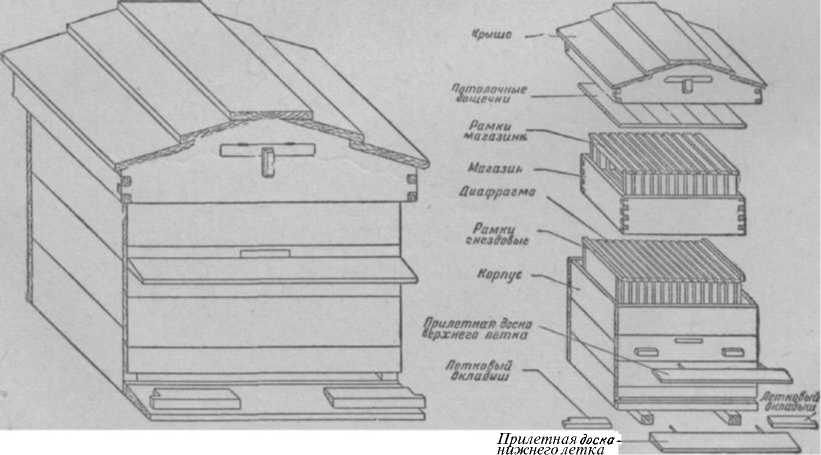 Крыша
Потолочные
дощечки
Рамки
магазинн.
Магазин
Диафрагма
Рамки
гнездовые
Корпус
Прилетная доска
верхнего летка
Летковый
вкладыш
Летковый
вкладыш
Прилетная доска
нижнего летка